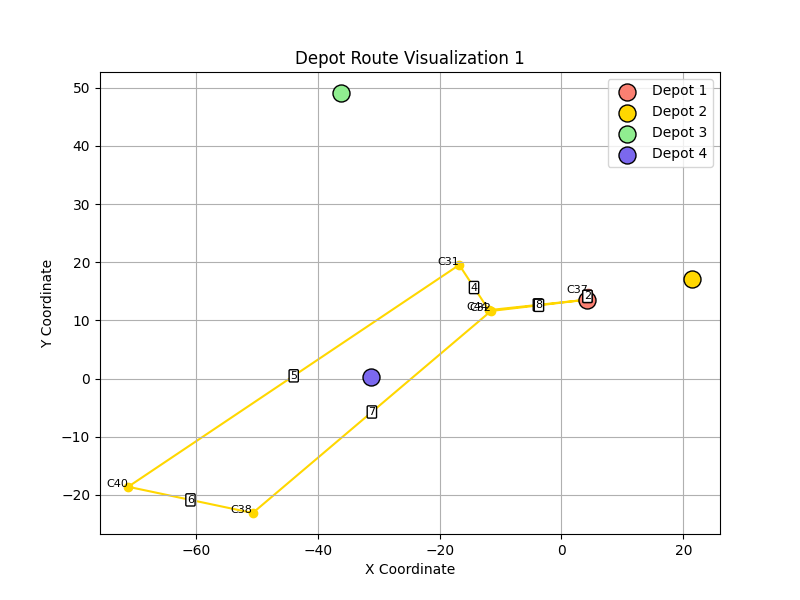 Depot Route Visualization 1
Depot 1
Depot 2
Depot 3
Depot 4
Y Coordinate
50
40
30
20
10
0
−10
−20
C31
C37
2
4
8
C32
5
7
C40
6
C38
−60
−40
−20
0
20
X Coordinate